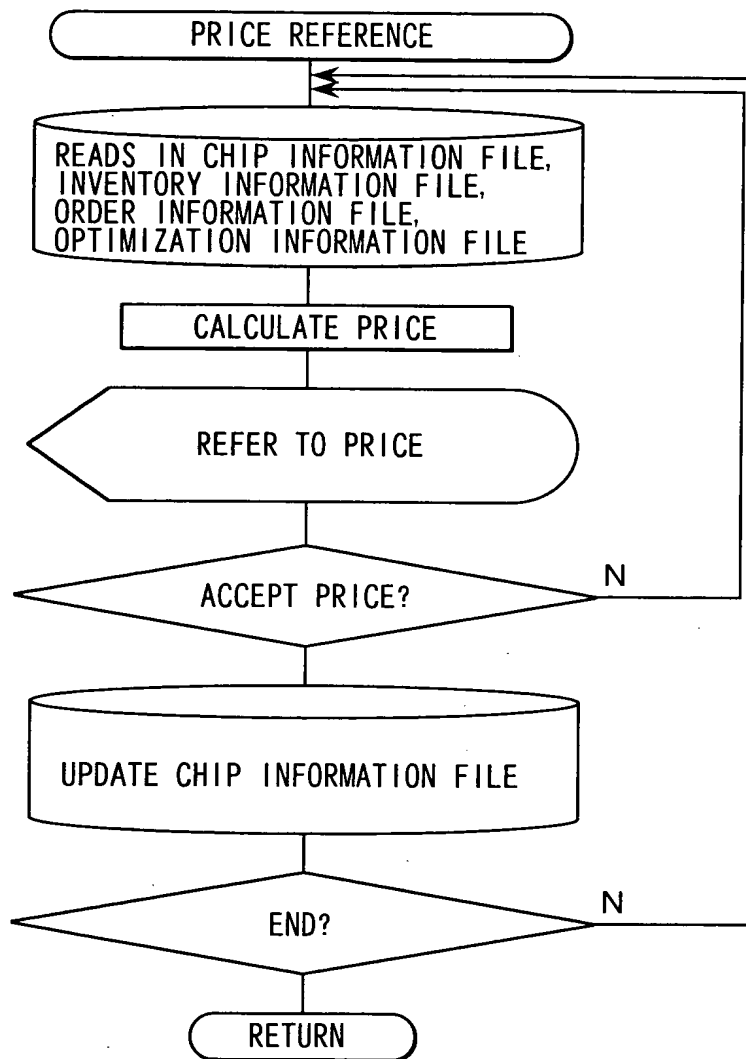 PRICE REFERENCE
READS IN CHIP INFORMATION FILE,
INVENTORY INFORMATION FILE,
ORDER INFORMATION FILE,
OPTIMIZATION INFORMATION FILE
CALCULATE PRICE
REFER TO PRICE
ACCEPT PRICE?
N
UPDATE CHIP INFORMATION FILE
END?
N
RETURN